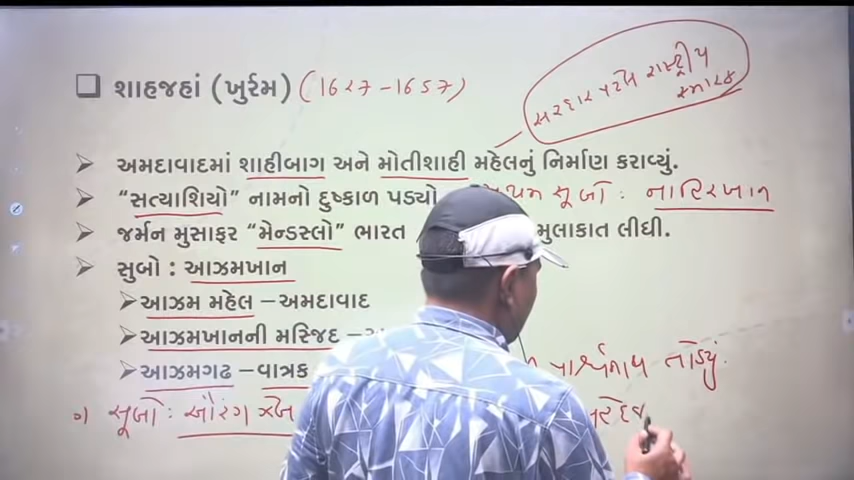 સરદાર પટેલ રાષ્ટ્રીય
સ્મારક
❑ શાહજહાં (ખુર્રમ) (1627 - 1657)
➢ અમદાવાદમાં શાહીબાગ અને મોતીશાહી મહેલનું નિર્માણ કરાવ્યું.
➢ “સત્યાશિયો” નામનો દુષ્કાળ પડ્યો સૂબો : નાદિરખાન
➢ જર્મન મુસાફર “મેન્ડસ્લો” ભારત મુલાકાત લીધી.
➢ સુબો : આઝમખાન
➢ આઝમ મહેલ – અમદાવાદ
➢ આઝમખાનની મસ્જિદ –
➢ આઝમગઢ – વાત્રક પાર્શ્વનાથ તોડ્યું.
સૂબો : ઔરંગઝેબ